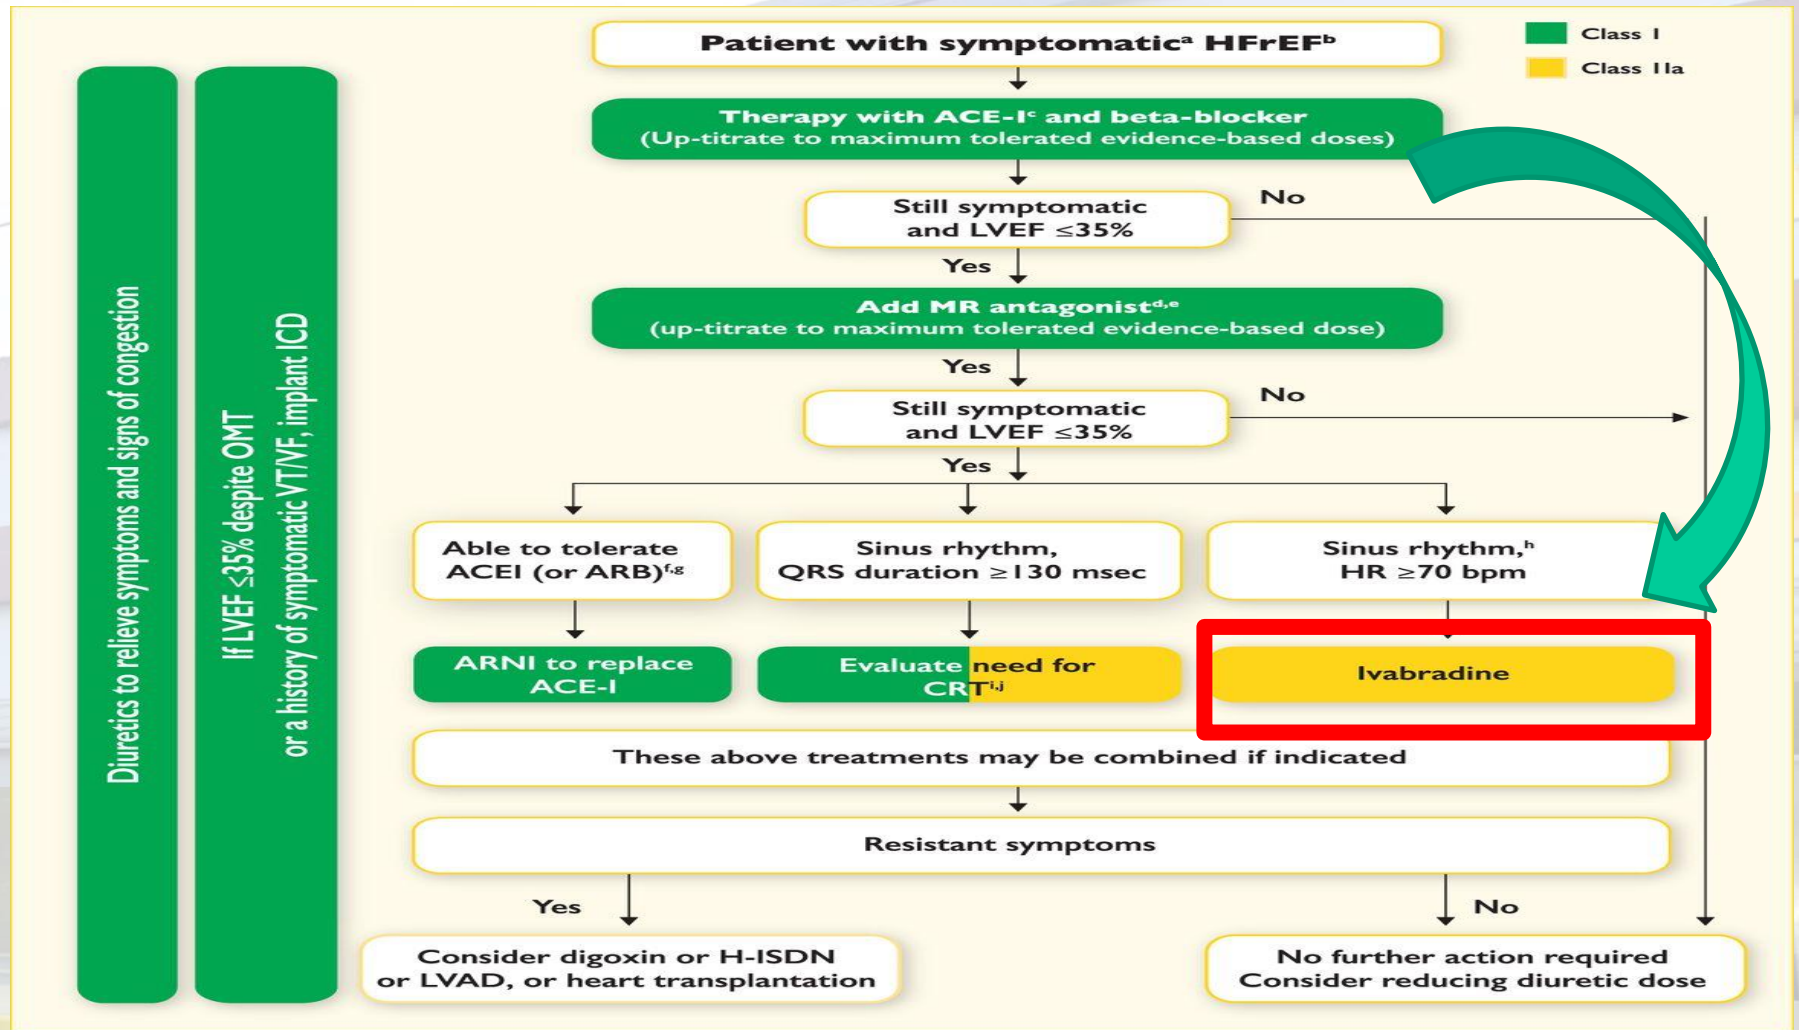 Patient with symptomaticᵃ HFrEFᵇ
Class I
Class IIa
Therapy with ACE-Iᶜ and beta-blocker
(Up-titrate to maximum tolerated evidence-based doses)
Still symptomatic
and LVEF ≤35%
No
Yes
Add MR antagonistᵈ,ᵉ
(up-titrate to maximum tolerated evidence-based dose)
Yes
Still symptomatic
and LVEF ≤35%
No
Yes
Able to tolerate
ACEI (or ARB)ᶠ,ᵍ
Sinus rhythm,
QRS duration ≥130 msec
Sinus rhythm,ʰ
HR ≥70 bpm
ARNI to replace
ACE-I
Evaluate need for
CRTⁱ,ʲ
Ivabradine
These above treatments may be combined if indicated
Resistant symptoms
Yes
No
Consider digoxin or H-ISDN
or LVAD, or heart transplantation
No further action required
Consider reducing diuretic dose
Diuretics to relieve symptoms and signs of congestion
If LVEF ≤35% despite OMT
or a history of symptomatic VT/VF, implant ICD